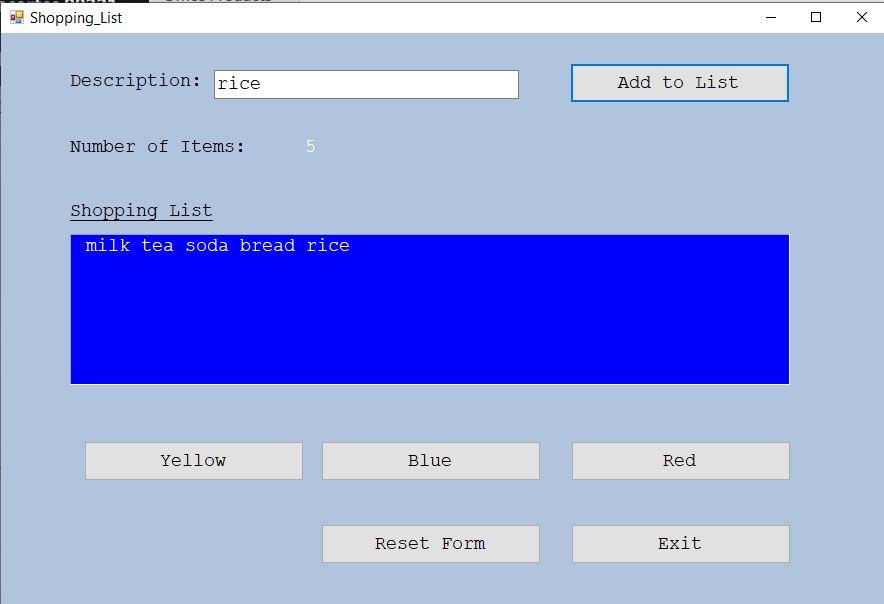 Shopping_List
Description: rice Add to List
Number of Items: 5
Shopping List
milk tea soda bread rice
Yellow Blue Red
Reset Form Exit